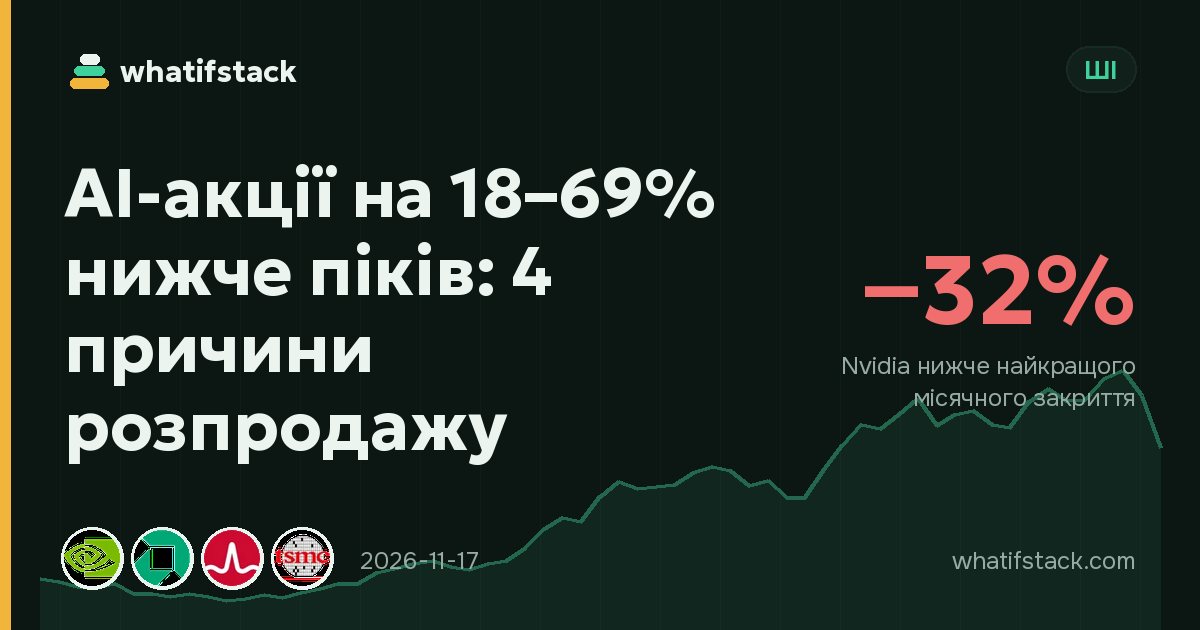 whatifstack
ШІ
AI-акції на 18–69%
нижче піків: 4
причини
розпродажу
–32%
Nvidia нижче найкращого
місячного закриття
tsmc
2026-11-17
whatifstack.com